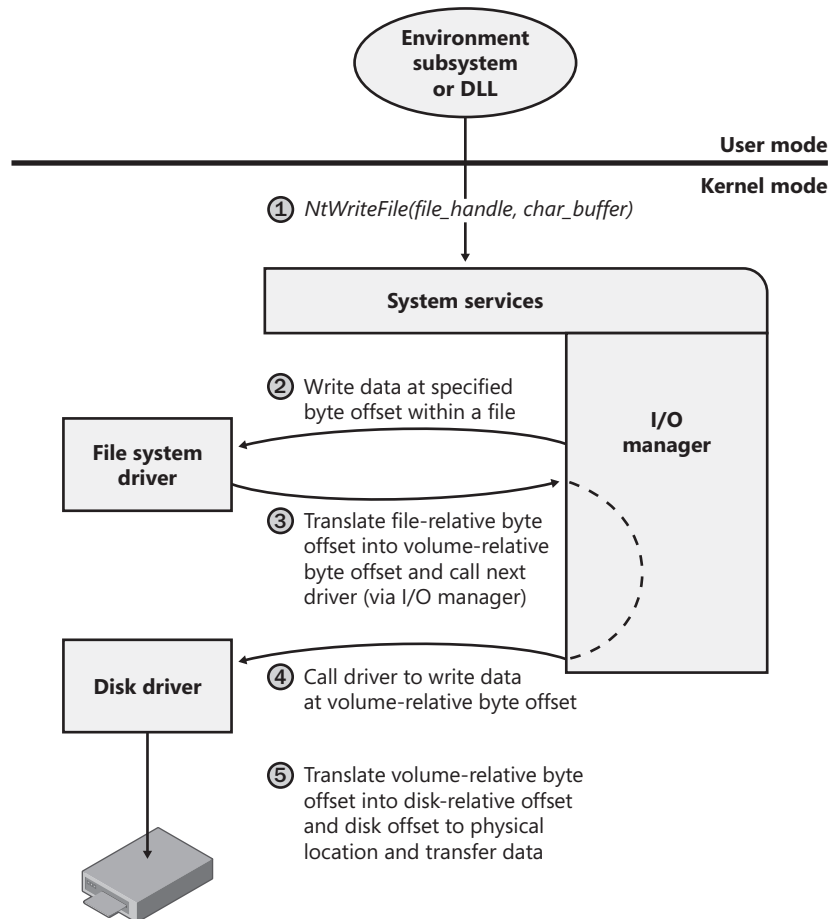 Environment
subsystem
or DLL
User mode
Kernel mode
1 NtWriteFile(file_handle, char_buffer)
System services
2 Write data at specified
byte offset within a file
I/O
manager
File system
driver
3 Translate file-relative byte
offset into volume-relative
byte offset and call next
driver (via I/O manager)
Disk driver
4 Call driver to write data
at volume-relative byte offset
5 Translate volume-relative byte
offset into disk-relative offset
and disk offset to physical
location and transfer data